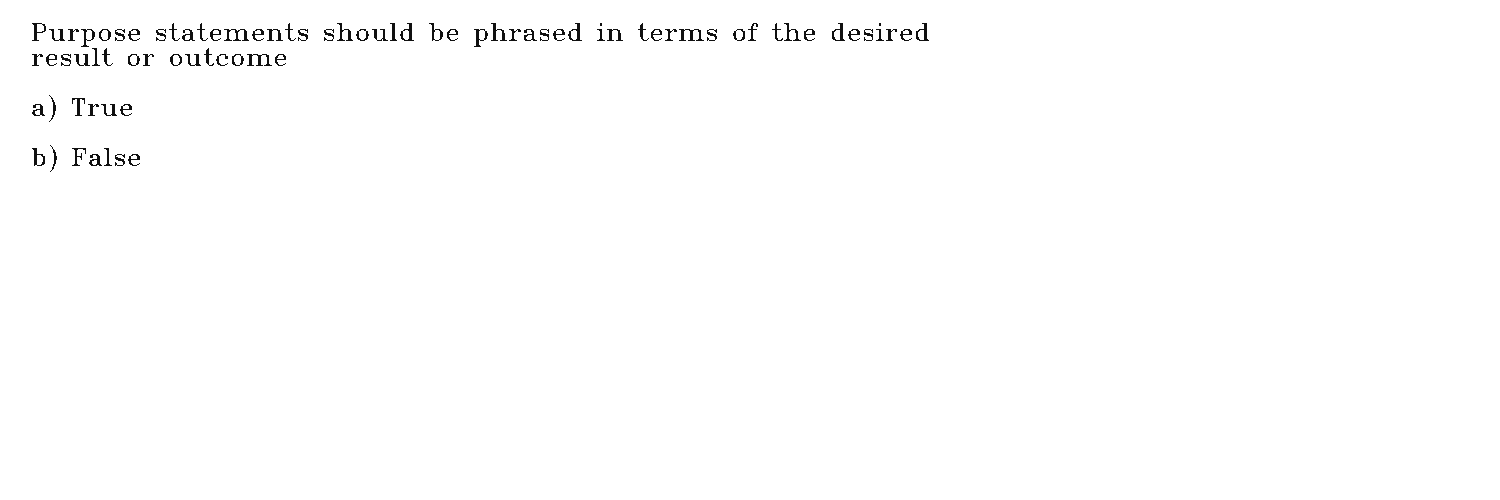 Purpose statements should be phrased in terms of the desired
result or outcome
a) True
b) False